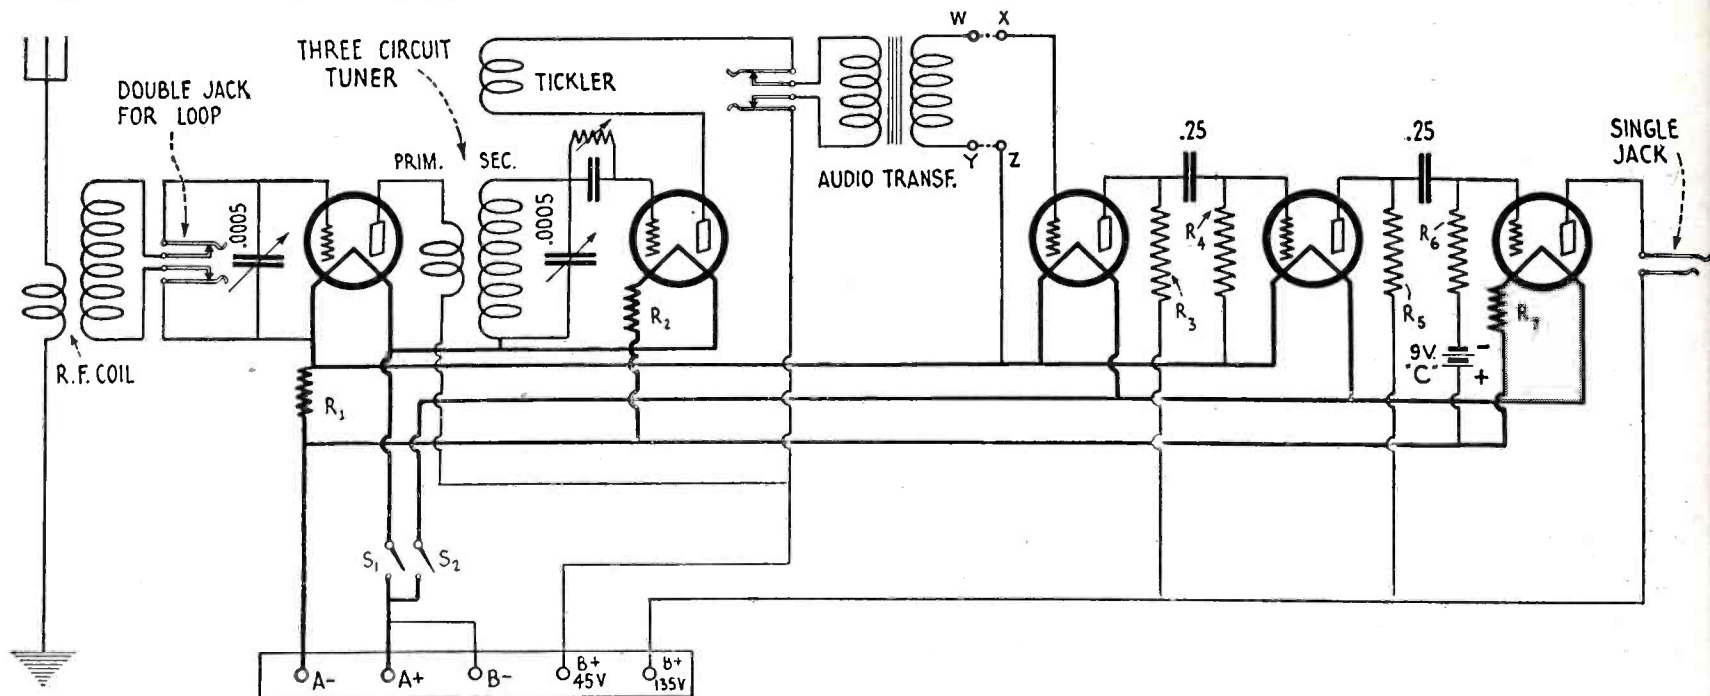 W X
THREE CIRCUIT
TUNER
TICKLER
DOUBLE JACK
FOR LOOP
.25
.25
SINGLE
JACK
PRIM.
SEC.
Y Z
AUDIO TRANSF.
.0005
.0005
R4
R6
R2
R3
R5
R7
R.F. COIL
9V.
"C"
-
+
R1
S1
S2
A-
A+
B-
B+
45V
B+
135V